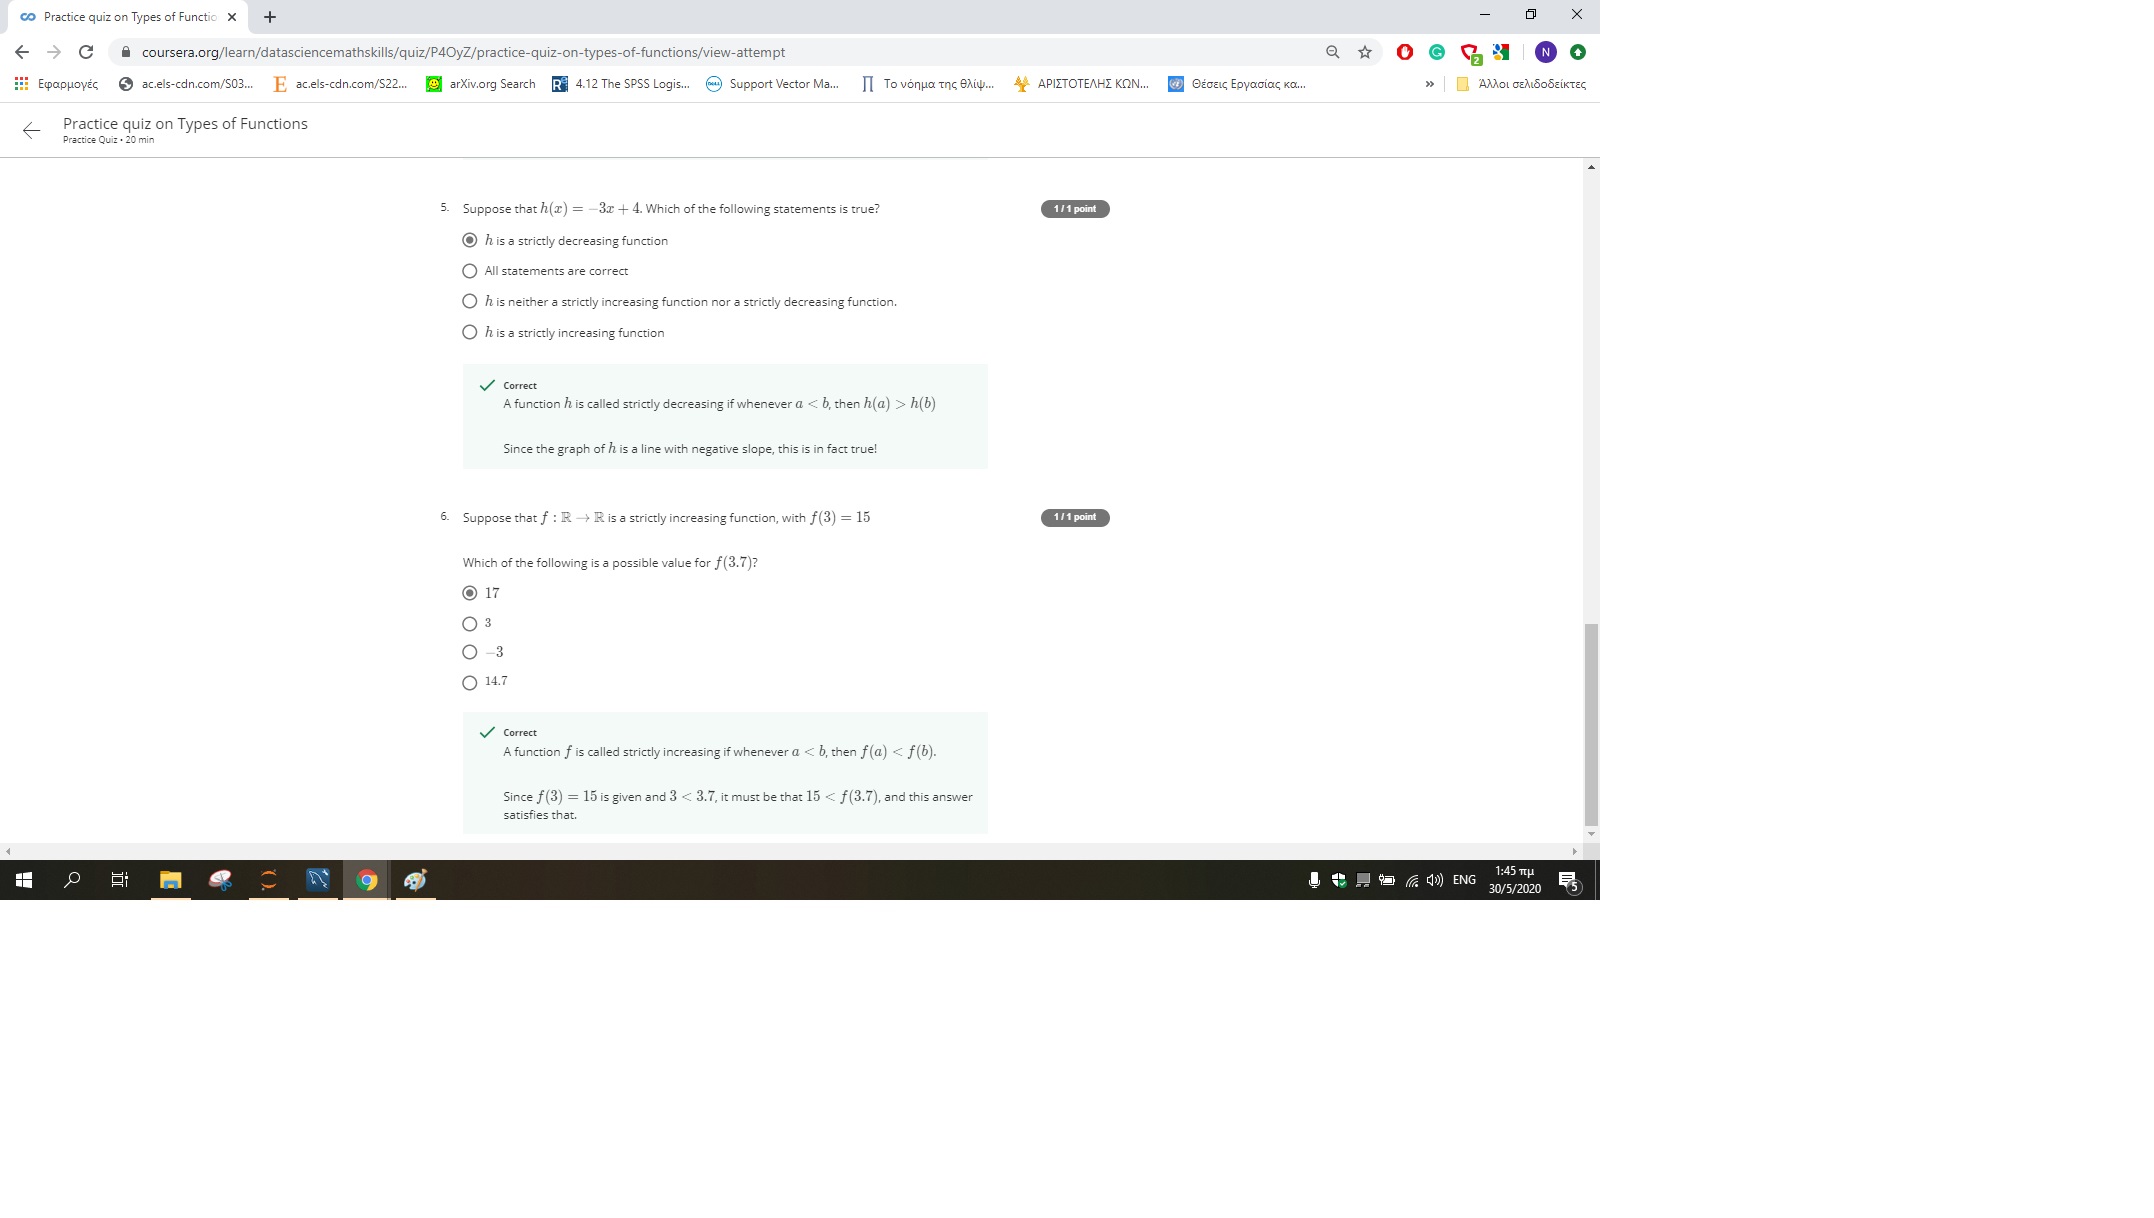 Practice quiz on Types of Functio
coursera.org/learn/datasciencemathskills/quiz/P4OyZ/practice-quiz-on-types-of-functions/view-attempt
2
N
Εφαρμογές ac.els-cdn.com/S03... ac.els-cdn.com/S22... arXiv.org Search 4.12 The SPSS Logis... Support Vector Ma... Το νόημα της θλίψ... ΑΡΙΣΤΟΤΕΛΗΣ ΚΩΝ... Θέσεις Εργασίας κα... » Άλλοι σελιδοδείκτες
Practice quiz on Types of Functions
Practice Quiz • 20 min
5. Suppose that h(x) = −3x + 4. Which of the following statements is true?
1 / 1 point
h is a strictly decreasing function
All statements are correct
h is neither a strictly increasing function nor a strictly decreasing function.
h is a strictly increasing function
Correct
A function h is called strictly decreasing if whenever a < b, then h(a) > h(b)
Since the graph of h is a line with negative slope, this is in fact true!
6. Suppose that f : ℝ → ℝ is a strictly increasing function, with f(3) = 15
1 / 1 point
Which of the following is a possible value for f(3.7)?
17
3
−3
14.7
Correct
A function f is called strictly increasing if whenever a < b, then f(a) < f(b).
Since f(3) = 15 is given and 3 < 3.7, it must be that 15 < f(3.7), and this answer
satisfies that.
ENG
1:45 πμ
30/5/2020
5